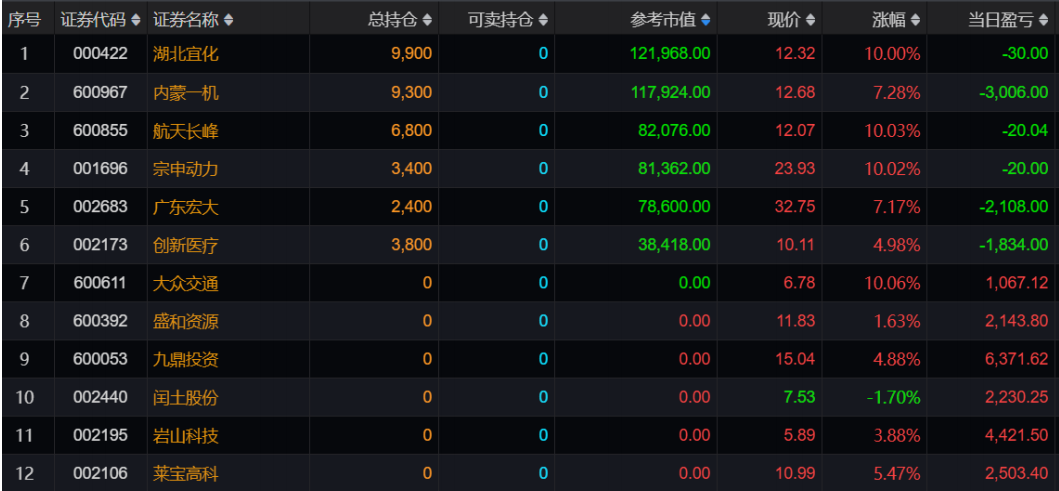 序号 证券代码 证券名称 总持仓 可卖持仓 参考市值 现价 涨幅 当日盈亏
1 000422 湖北宜化 9,900 0 121,968.00 12.32 10.00% -30.00
2 600967 内蒙一机 9,300 0 117,924.00 12.68 7.28% -3,006.00
3 600855 航天长峰 6,800 0 82,076.00 12.07 10.03% -20.04
4 001696 宗申动力 3,400 0 81,362.00 23.93 10.02% -20.00
5 002683 广东宏大 2,400 0 78,600.00 32.75 7.17% -2,108.00
6 002173 创新医疗 3,800 0 38,418.00 10.11 4.98% -1,834.00
7 600611 大众交通 0 0 0.00 6.78 10.06% 1,067.12
8 600392 盛和资源 0 0 0.00 11.83 1.63% 2,143.80
9 600053 九鼎投资 0 0 0.00 15.04 4.88% 6,371.62
10 002440 闰土股份 0 0 0.00 7.53 -1.70% 2,230.25
11 002195 岩山科技 0 0 0.00 5.89 3.88% 4,421.50
12 002106 莱宝高科 0 0 0.00 10.99 5.47% 2,503.40